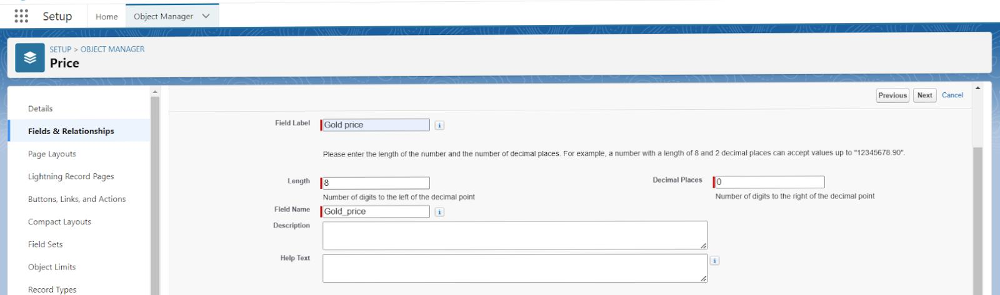 Setup
Home
Object Manager
SETUP > OBJECT MANAGER
Price
Details
Fields & Relationships
Page Layouts
Lightning Record Pages
Buttons, Links, and Actions
Compact Layouts
Field Sets
Object Limits
Record Types
Previous
Next
Cancel
Field Label
Gold price
Please enter the length of the number and the number of decimal places. For example, a number with a length of 8 and 2 decimal places can accept values up to "12345678.90".
Length
8
Decimal Places
0
Number of digits to the left of the decimal point
Number of digits to the right of the decimal point
Field Name
Gold_price
Description
Help Text